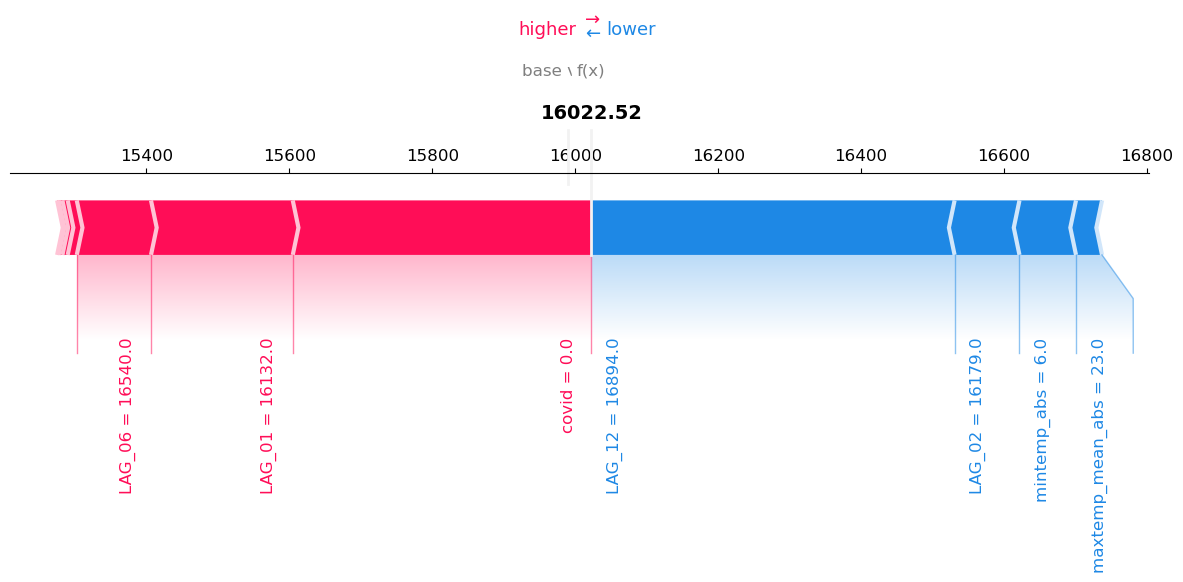 higher → ← lower
base f(x)
16022.52
15400 15600 15800 16000 16200 16400 16600 16800
LAG_06 = 16540.0
LAG_01 = 16132.0
covid = 0.0
LAG_12 = 16894.0
LAG_02 = 16179.0
mintemp_abs = 6.0
maxtemp_mean_abs = 23.0